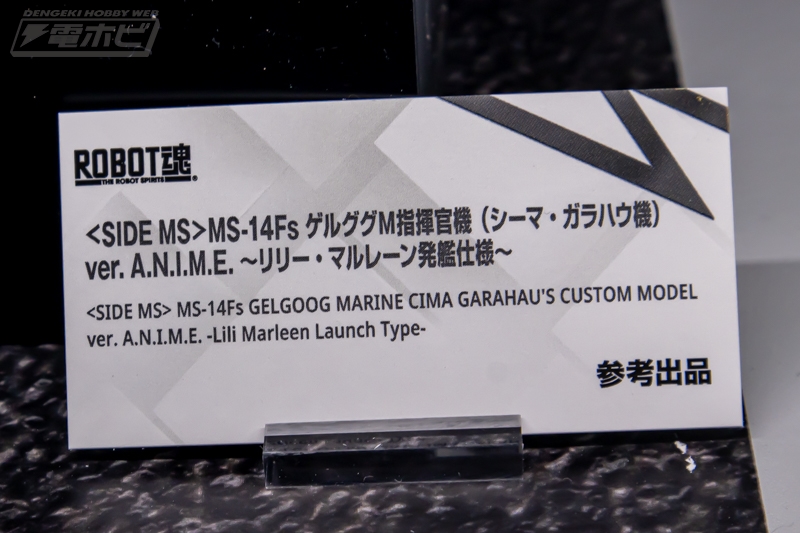 DENGEKI HOBBY WEB
電ホビ
ROBOT魂
THE ROBOT SPIRITS
<SIDE MS>MS-14Fs ゲルググM指揮官機（シーマ・ガラハウ機）
ver. A.N.I.M.E. ～リリー・マルレーン発艦仕様～
<SIDE MS> MS-14Fs GELGOOG MARINE CIMA GARAHAU'S CUSTOM MODEL
ver. A.N.I.M.E. -Lili Marleen Launch Type-
参考出品